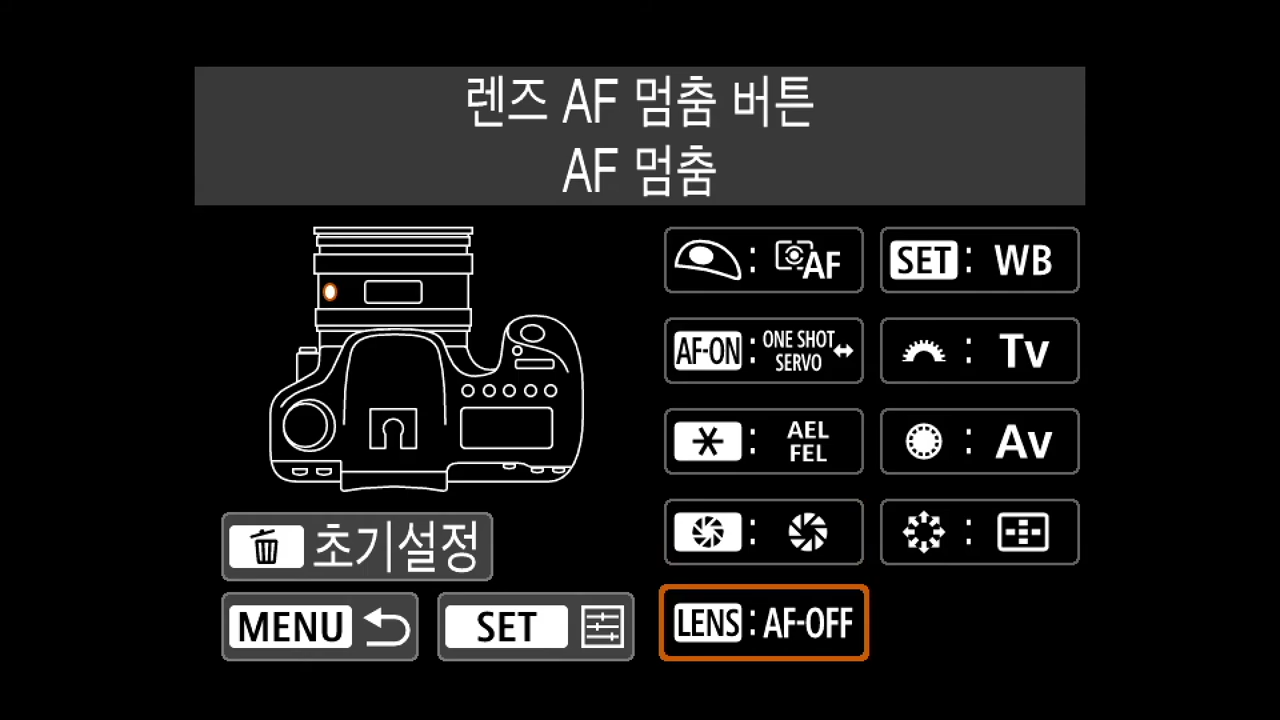 렌즈 AF 멈춤 버튼
AF 멈춤
: AF
SET : WB
AF-ON : ONE SHOT SERVO
: Tv
: AEL FEL
: Av
:
:
초기설정
MENU
SET
LENS : AF-OFF